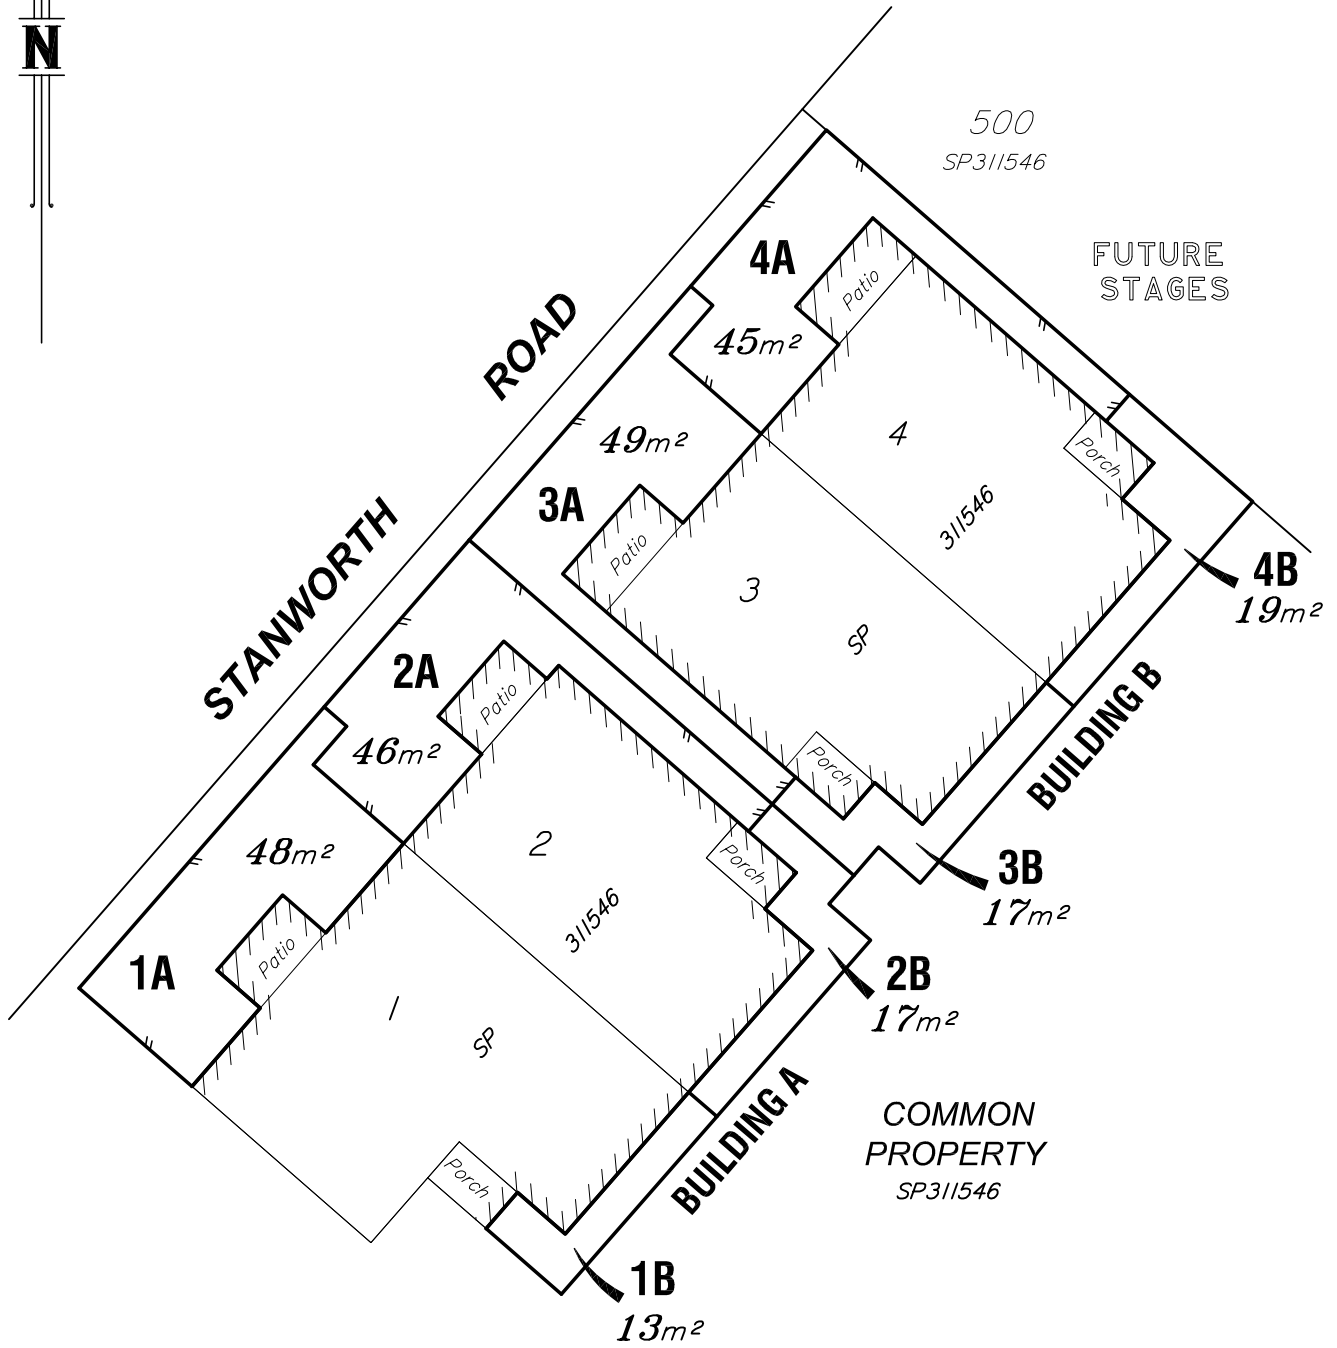 N
500
SP311546
FUTURE
STAGES
4A
Patio
45m²
ROAD
49m²
4
Porch
3A
311546
Patio
4B
19m²
3
SP
STANWORTH
2A
Patio
46m²
BUILDING B
Porch
48m²
2
Porch
3B
17m²
311546
1A
Patio
2B
17m²
1
SP
BUILDING A
COMMON
PROPERTY
SP311546
Porch
1B
13m²